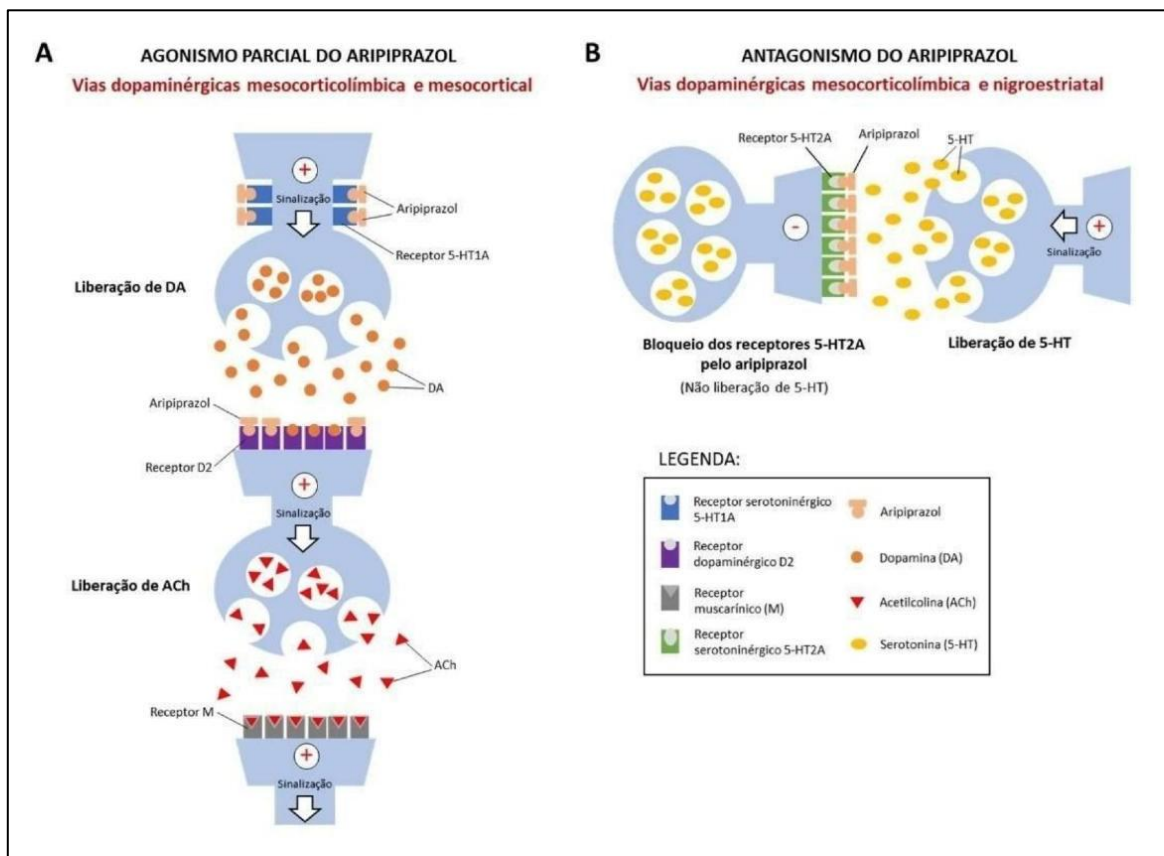 A
AGONISMO PARCIAL DO ARIPIPRAZOL
Vias dopaminérgicas mesocorticolímbica e mesocortical
+
Sinalização
Aripiprazol
Receptor 5-HT1A
Liberação de DA
DA
Aripiprazol
Receptor D2
+
Sinalização
Liberação de ACh
ACh
Receptor M
+
Sinalização
B
ANTAGONISMO DO ARIPIPRAZOL
Vias dopaminérgicas mesocorticolímbica e nigroestriatal
Receptor 5-HT2A
Aripiprazol
5-HT
-
+
Sinalização
Bloqueio dos receptores 5-HT2A
pelo aripiprazol
(Não liberação de 5-HT)
Liberação de 5-HT
LEGENDA:
Receptor serotoninérgico
5-HT1A
Receptor
dopaminérgico D2
Receptor
muscarínico (M)
Receptor
serotoninérgico 5-HT2A
Aripiprazol
Dopamina (DA)
Acetilcolina (ACh)
Serotonina (5-HT)